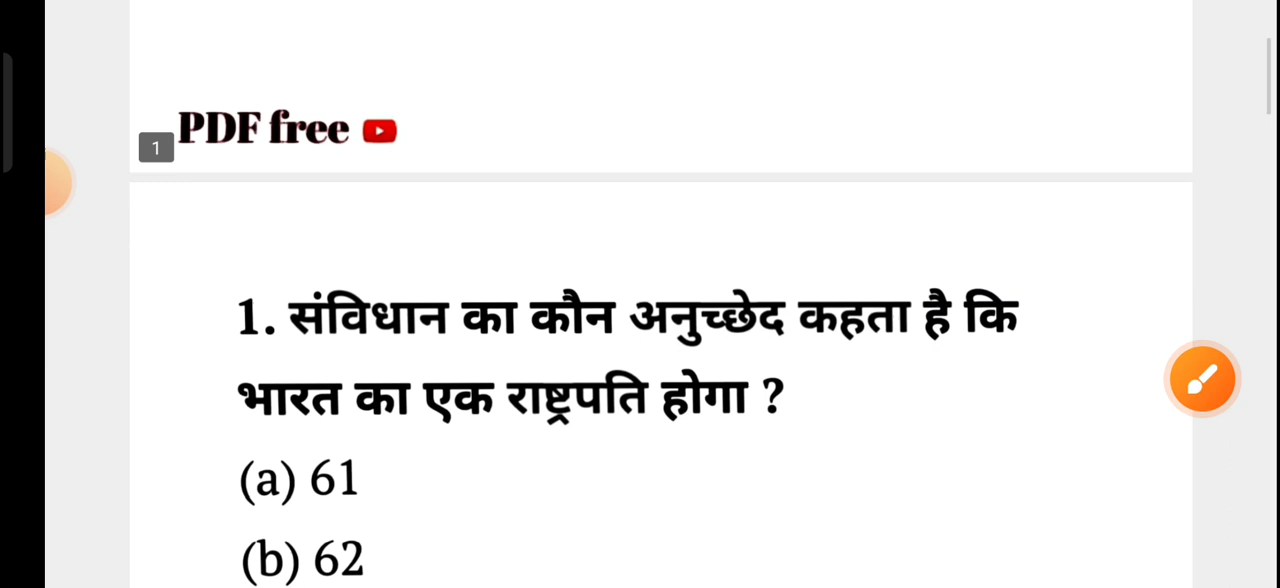 PDF free
1
1. संविधान का कौन अनुच्छेद कहता है कि
भारत का एक राष्ट्रपति होगा ?
(a) 61
(b) 62